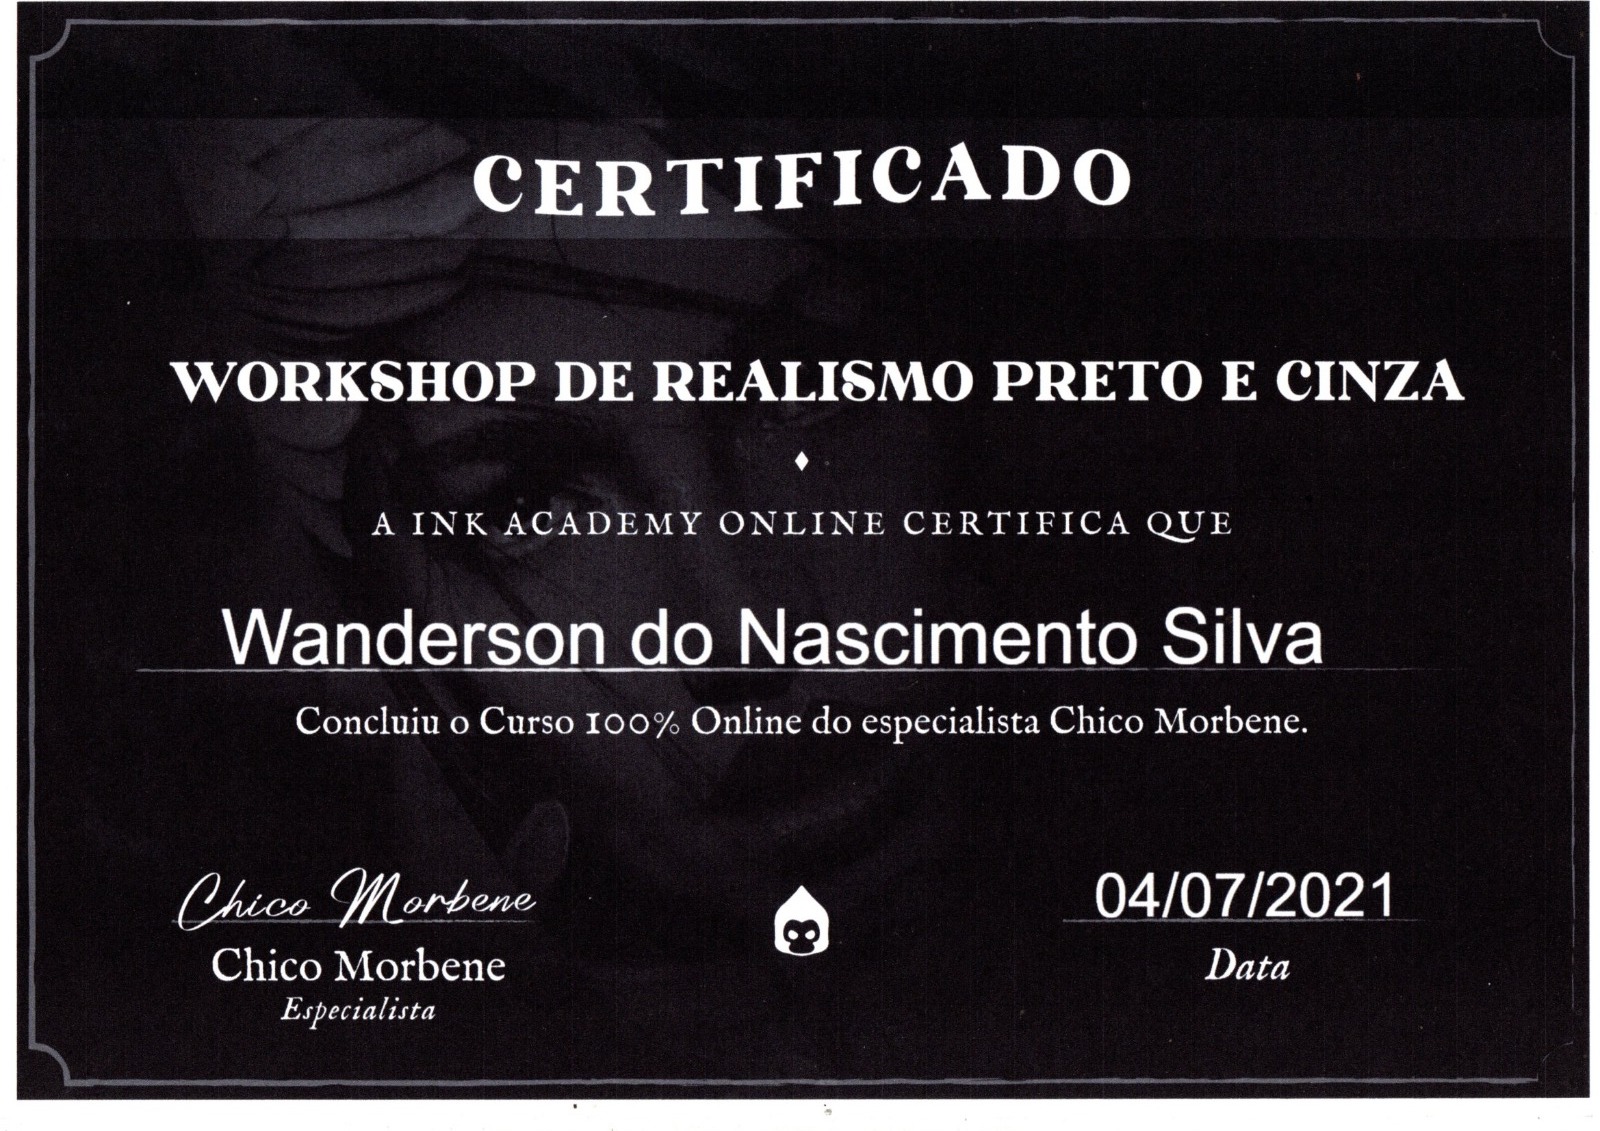 CERTIFICADO
WORKSHOP DE REALISMO PRETO E CINZA
A INK ACADEMY ONLINE CERTIFICA QUE
Wanderson do Nascimento Silva
Concluiu o Curso 100% Online do especialista Chico Morbene.
Chico Morbene
Chico Morbene
Especialista
04/07/2021
Data